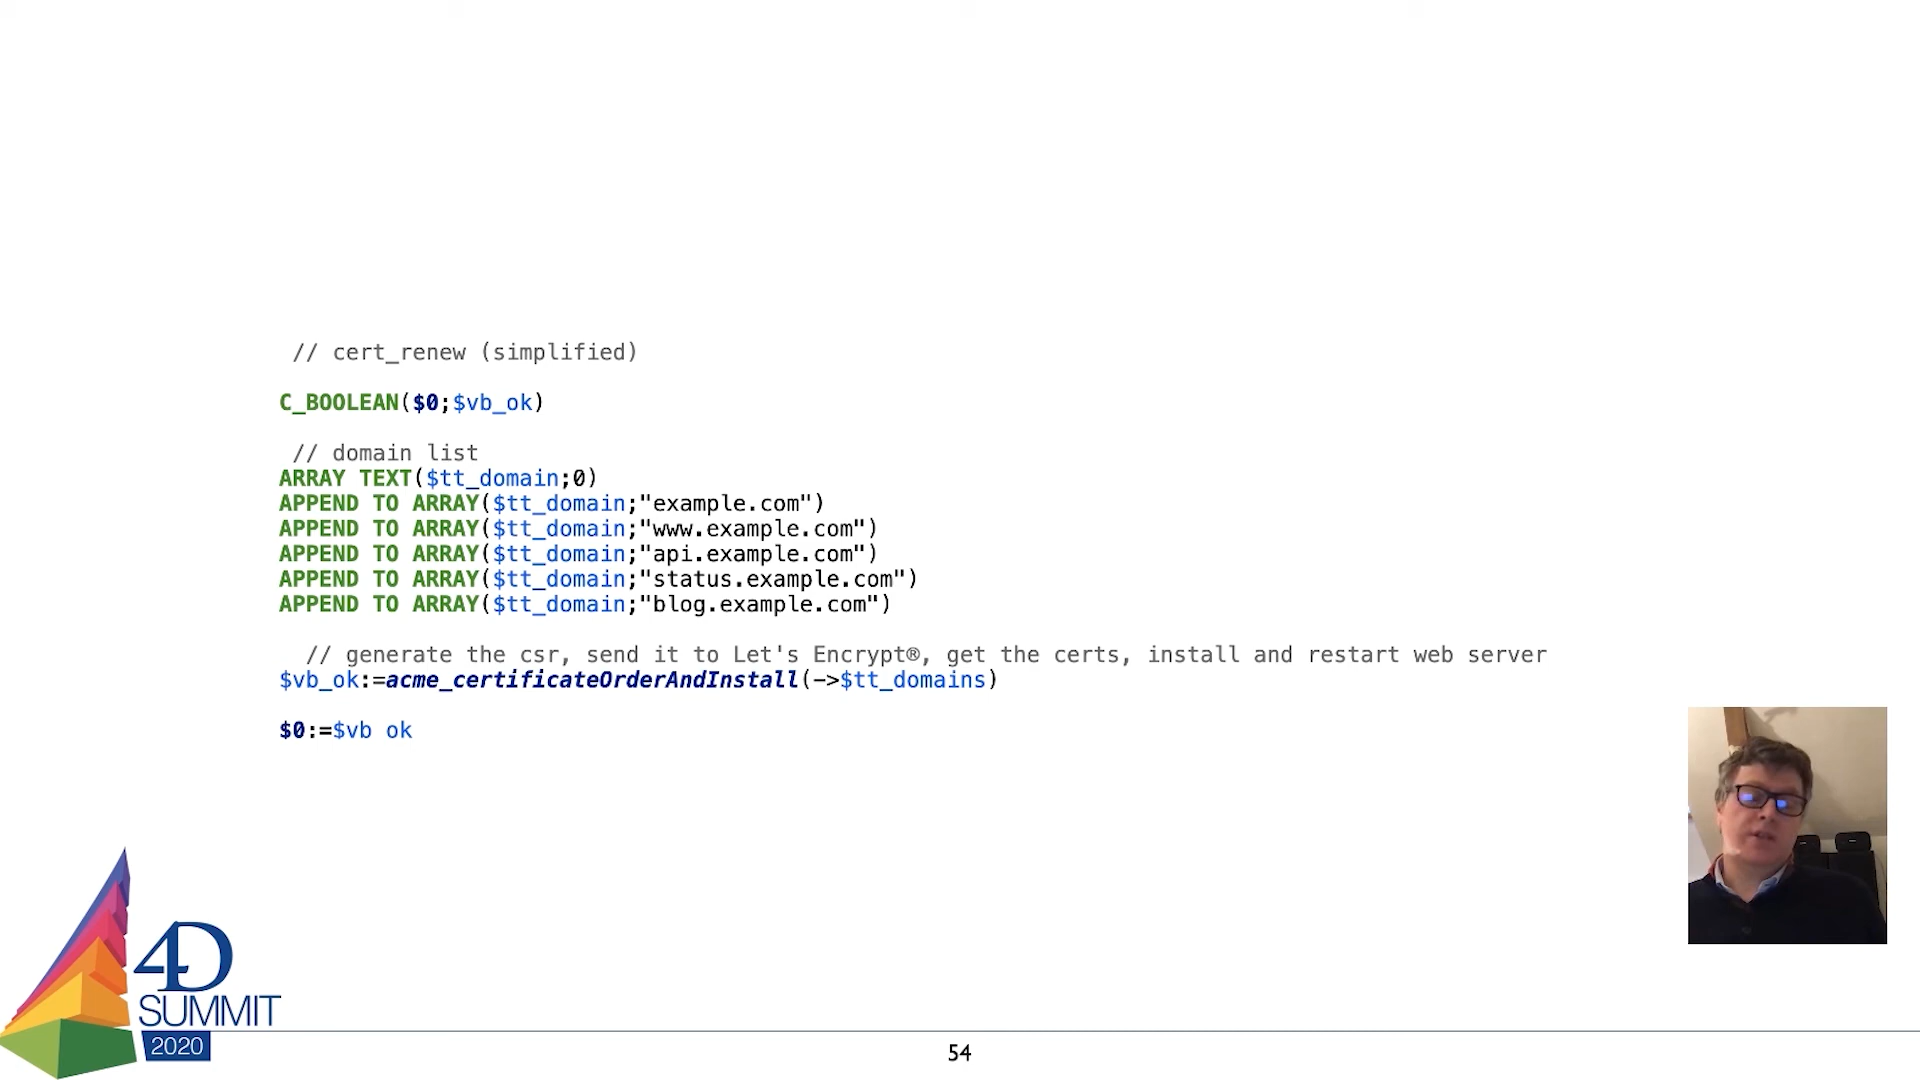 // cert_renew (simplified)
C_BOOLEAN($0;$vb_ok)
// domain list
ARRAY TEXT($tt_domain;0)
APPEND TO ARRAY($tt_domain;"example.com")
APPEND TO ARRAY($tt_domain;"www.example.com")
APPEND TO ARRAY($tt_domain;"api.example.com")
APPEND TO ARRAY($tt_domain;"status.example.com")
APPEND TO ARRAY($tt_domain;"blog.example.com")
// generate the csr, send it to Let's Encrypt®, get the certs, install and restart web server
$vb_ok:=acme_certificateOrderAndInstall(->$tt_domains)
$0:=$vb ok
4D
SUMMIT
2020
54